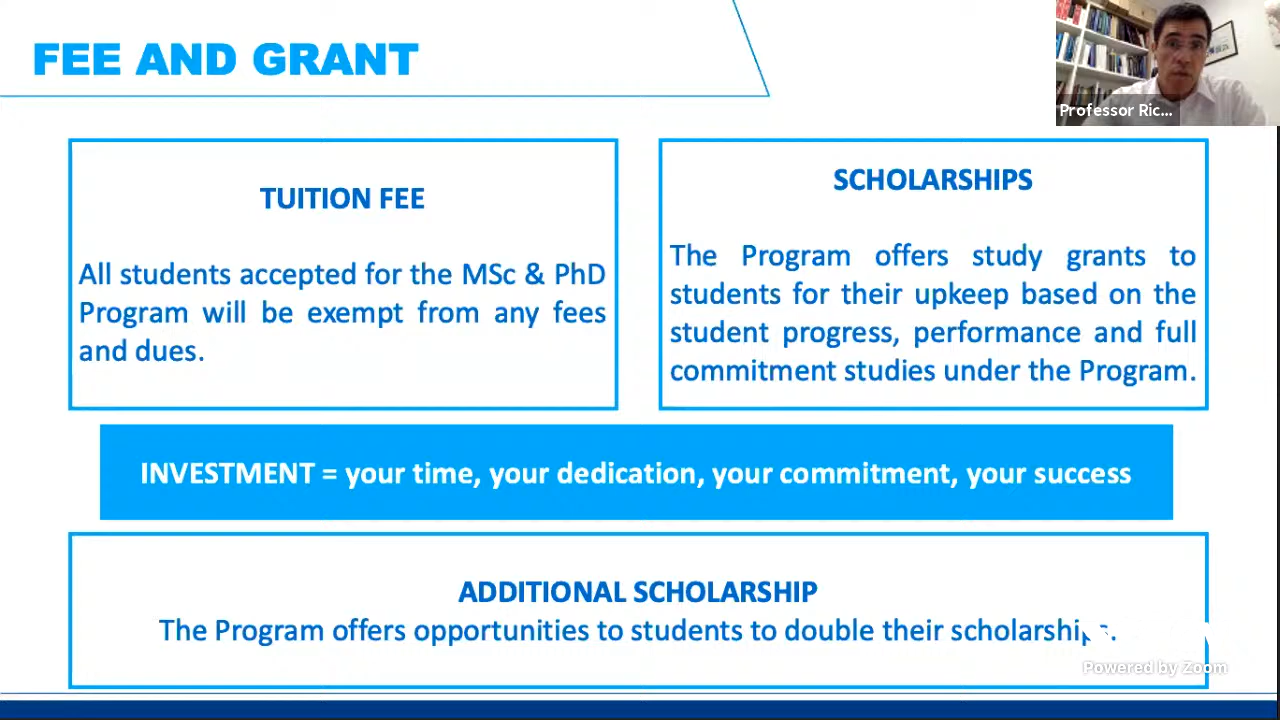 FEE AND GRANT
Professor Ric...
TUITION FEE
All students accepted for the MSc & PhD
Program will be exempt from any fees
and dues.
SCHOLARSHIPS
The Program offers study grants to
students for their upkeep based on the
student progress, performance and full
commitment studies under the Program.
INVESTMENT = your time, your dedication, your commitment, your success
ADDITIONAL SCHOLARSHIP
The Program offers opportunities to students to double their scholarships.
Powered by Zoom